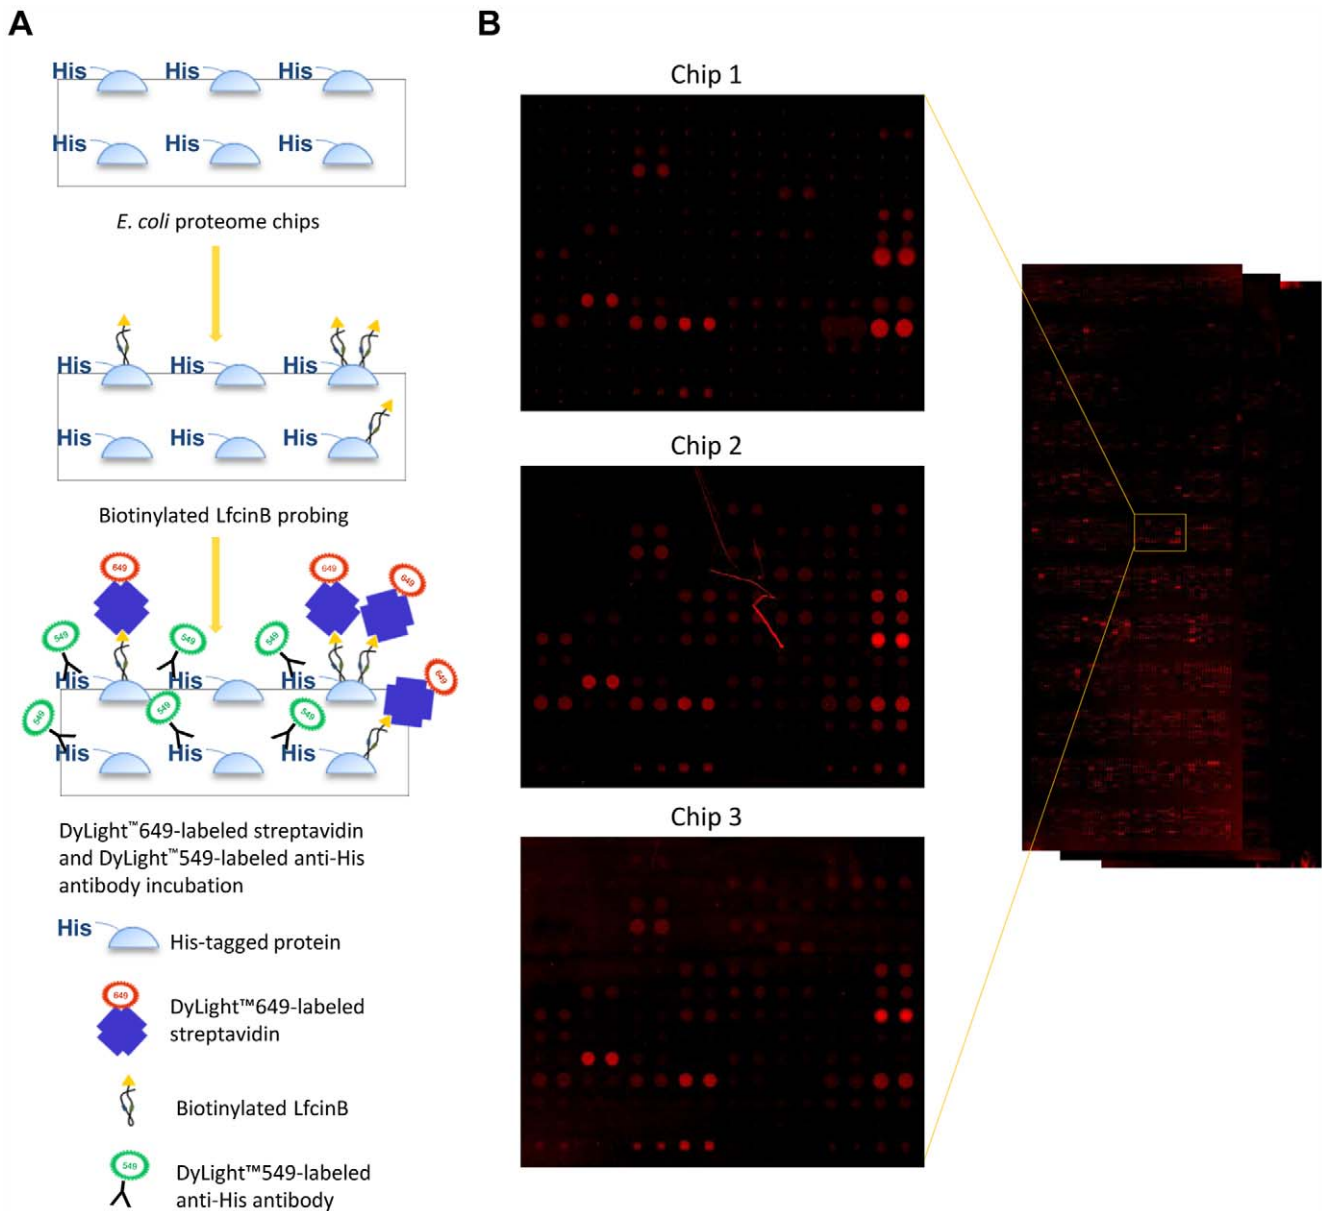 A
His His His
His His His
E. coli proteome chips
His His His
His His His
Biotinylated LfcinB probing
649 649 649
549 549 549
His His His
649
549 549 549
His His His
DyLight™649-labeled streptavidin
and DyLight™549-labeled anti-His
antibody incubation
His
His-tagged protein
649
DyLight™649-labeled
streptavidin
Biotinylated LfcinB
549
DyLight™549-labeled
anti-His antibody
B
Chip 1
Chip 2
Chip 3